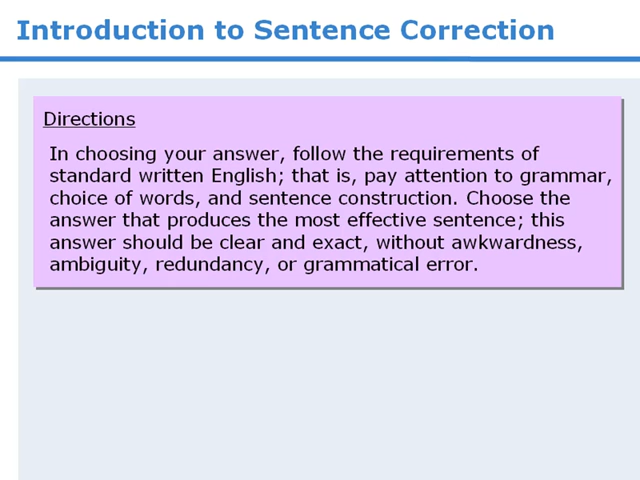 Introduction to Sentence Correction
Directions
In choosing your answer, follow the requirements of
standard written English; that is, pay attention to grammar,
choice of words, and sentence construction. Choose the
answer that produces the most effective sentence; this
answer should be clear and exact, without awkwardness,
ambiguity, redundancy, or grammatical error.